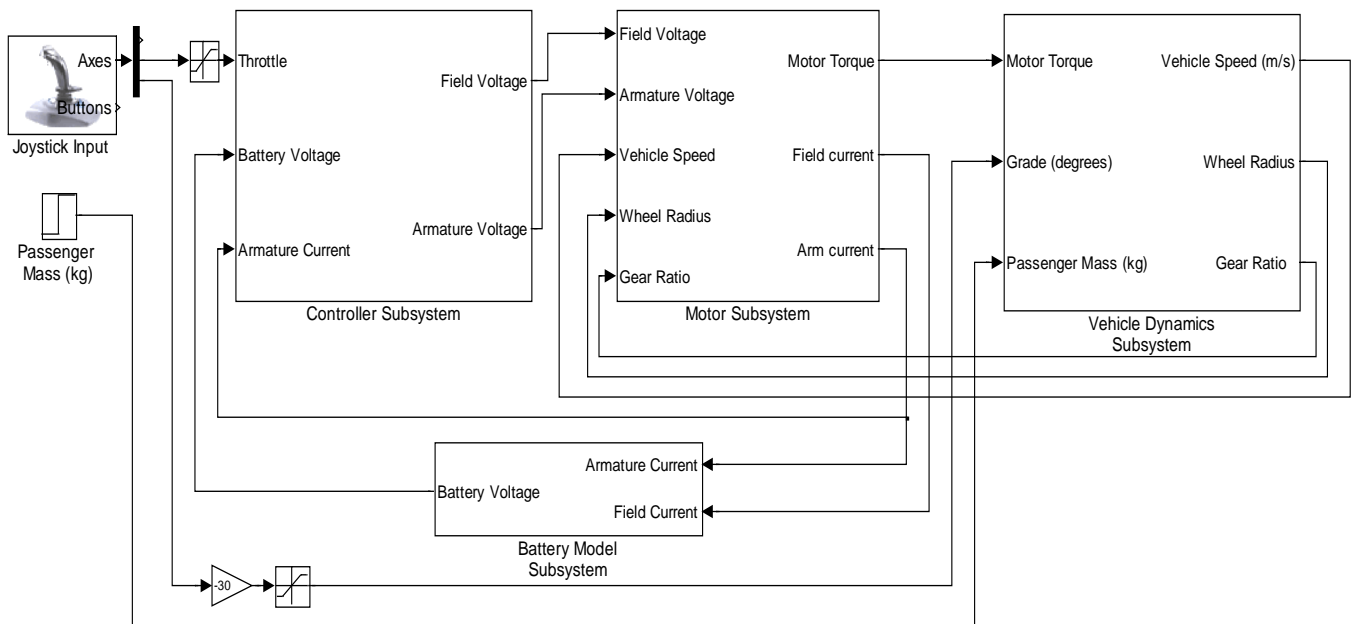 Axes
Buttons
Joystick Input
Passenger
Mass (kg)
Throttle
Battery Voltage
Armature Current
Field Voltage
Armature Voltage
Controller Subsystem
Field Voltage
Armature Voltage
Vehicle Speed
Wheel Radius
Gear Ratio
Motor Torque
Field current
Arm current
Motor Subsystem
Motor Torque
Grade (degrees)
Passenger Mass (kg)
Vehicle Speed (m/s)
Wheel Radius
Gear Ratio
Vehicle Dynamics
Subsystem
Battery Voltage
Armature Current
Field Current
Battery Model
Subsystem
-30